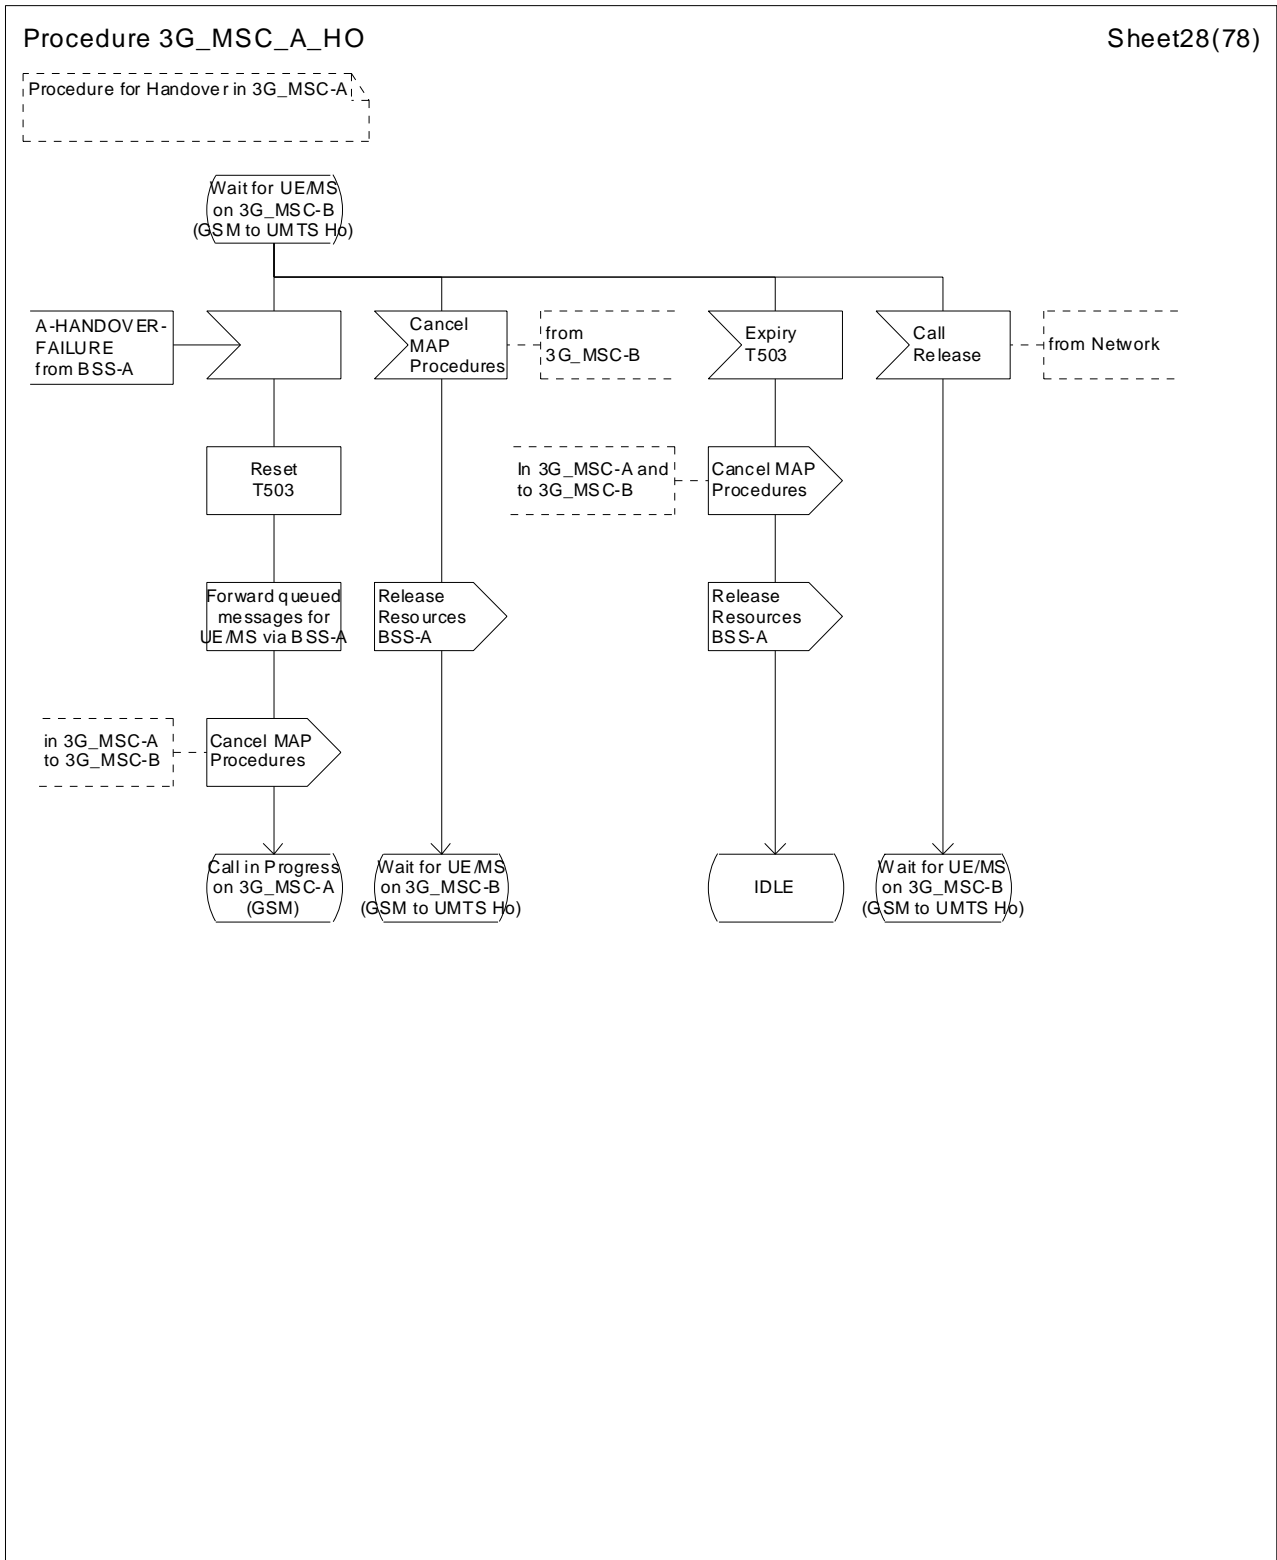 Procedure 3G_MSC_A_HO
Sheet28(78)
Procedure for Handover in 3G_MSC-A
Wait for UE/MS
on 3G_MSC-B
(GSM to UMTS Ho)
A-HANDOVER-
FAILURE
from BSS-A
Cancel
MAP
Procedures
from
3G_MSC-B
Expiry
T503
Call
Release
from Network
Reset
T503
In 3G_MSC-A and
to 3G_MSC-B
Cancel MAP
Procedures
Forward queued
messages for
UE/MS via BSS-A
Release
Resources
BSS-A
Release
Resources
BSS-A
in 3G_MSC-A
to 3G_MSC-B
Cancel MAP
Procedures
Call in Progress
on 3G_MSC-A
(GSM)
Wait for UE/MS
on 3G_MSC-B
(GSM to UMTS Ho)
IDLE
Wait for UE/MS
on 3G_MSC-B
(GSM to UMTS Ho)